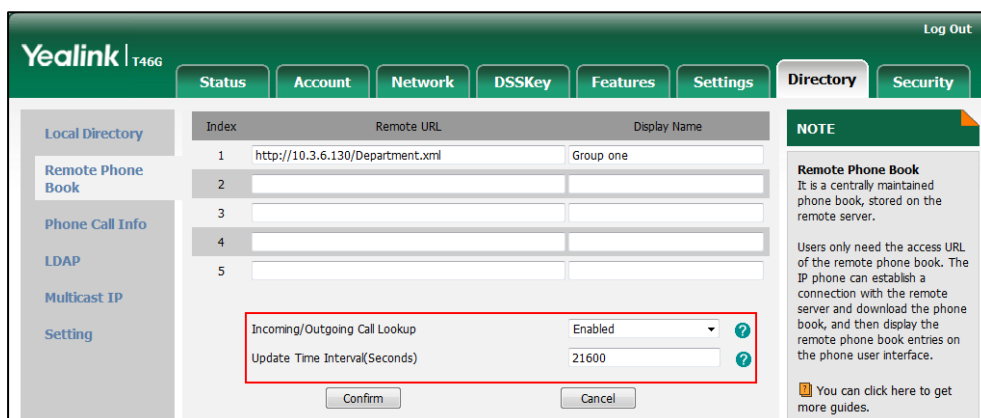 Log Out
Yealink | T46G
Status Account Network DSSKey Features Settings Directory Security
Local Directory
Remote Phone
Book
Phone Call Info
LDAP
Multicast IP
Setting
Index Remote URL Display Name
1 http://10.3.6.130/Department.xml Group one
2
3
4
5
Incoming/Outgoing Call Lookup Enabled ?
Update Time Interval(Seconds) 21600 ?
Confirm Cancel
NOTE
Remote Phone Book
It is a centrally maintained
phone book, stored on the
remote server.
Users only need the access URL
of the remote phone book. The
IP phone can establish a
connection with the remote
server and download the phone
book, and then display the
remote phone book entries on
the phone user interface.
? You can click here to get
more guides.